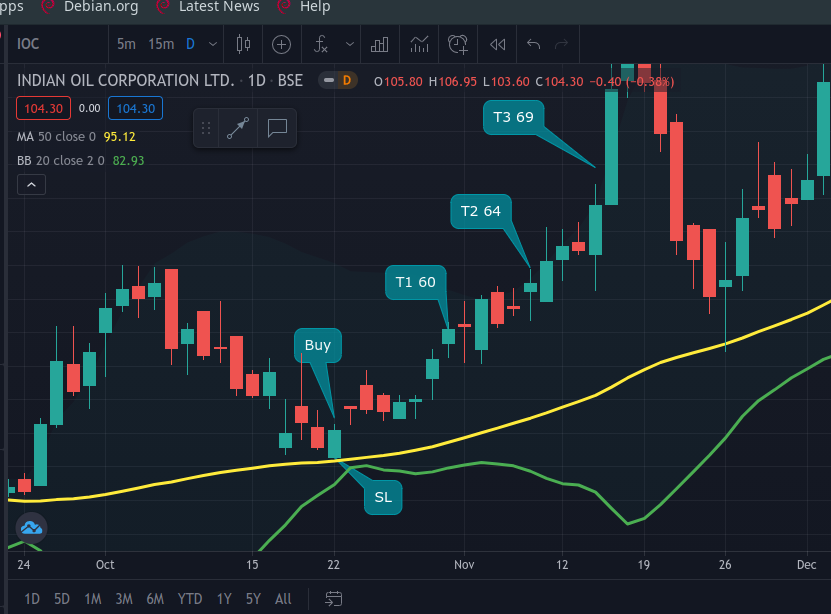 pps Debian.org Latest News Help
IOC 5m 15m D
INDIAN OIL CORPORATION LTD. · 1D · BSE D O105.80 H106.95 L103.60 C104.30 −0.40 (−0.38%)
104.30 0.00 104.30
MA 50 close 0 95.12
BB 20 close 2 0 82.93
T3 69
T2 64
T1 60
Buy
SL
24 Oct 15 22 Nov 12 19 26 Dec
1D 5D 1M 3M 6M YTD 1Y 5Y All